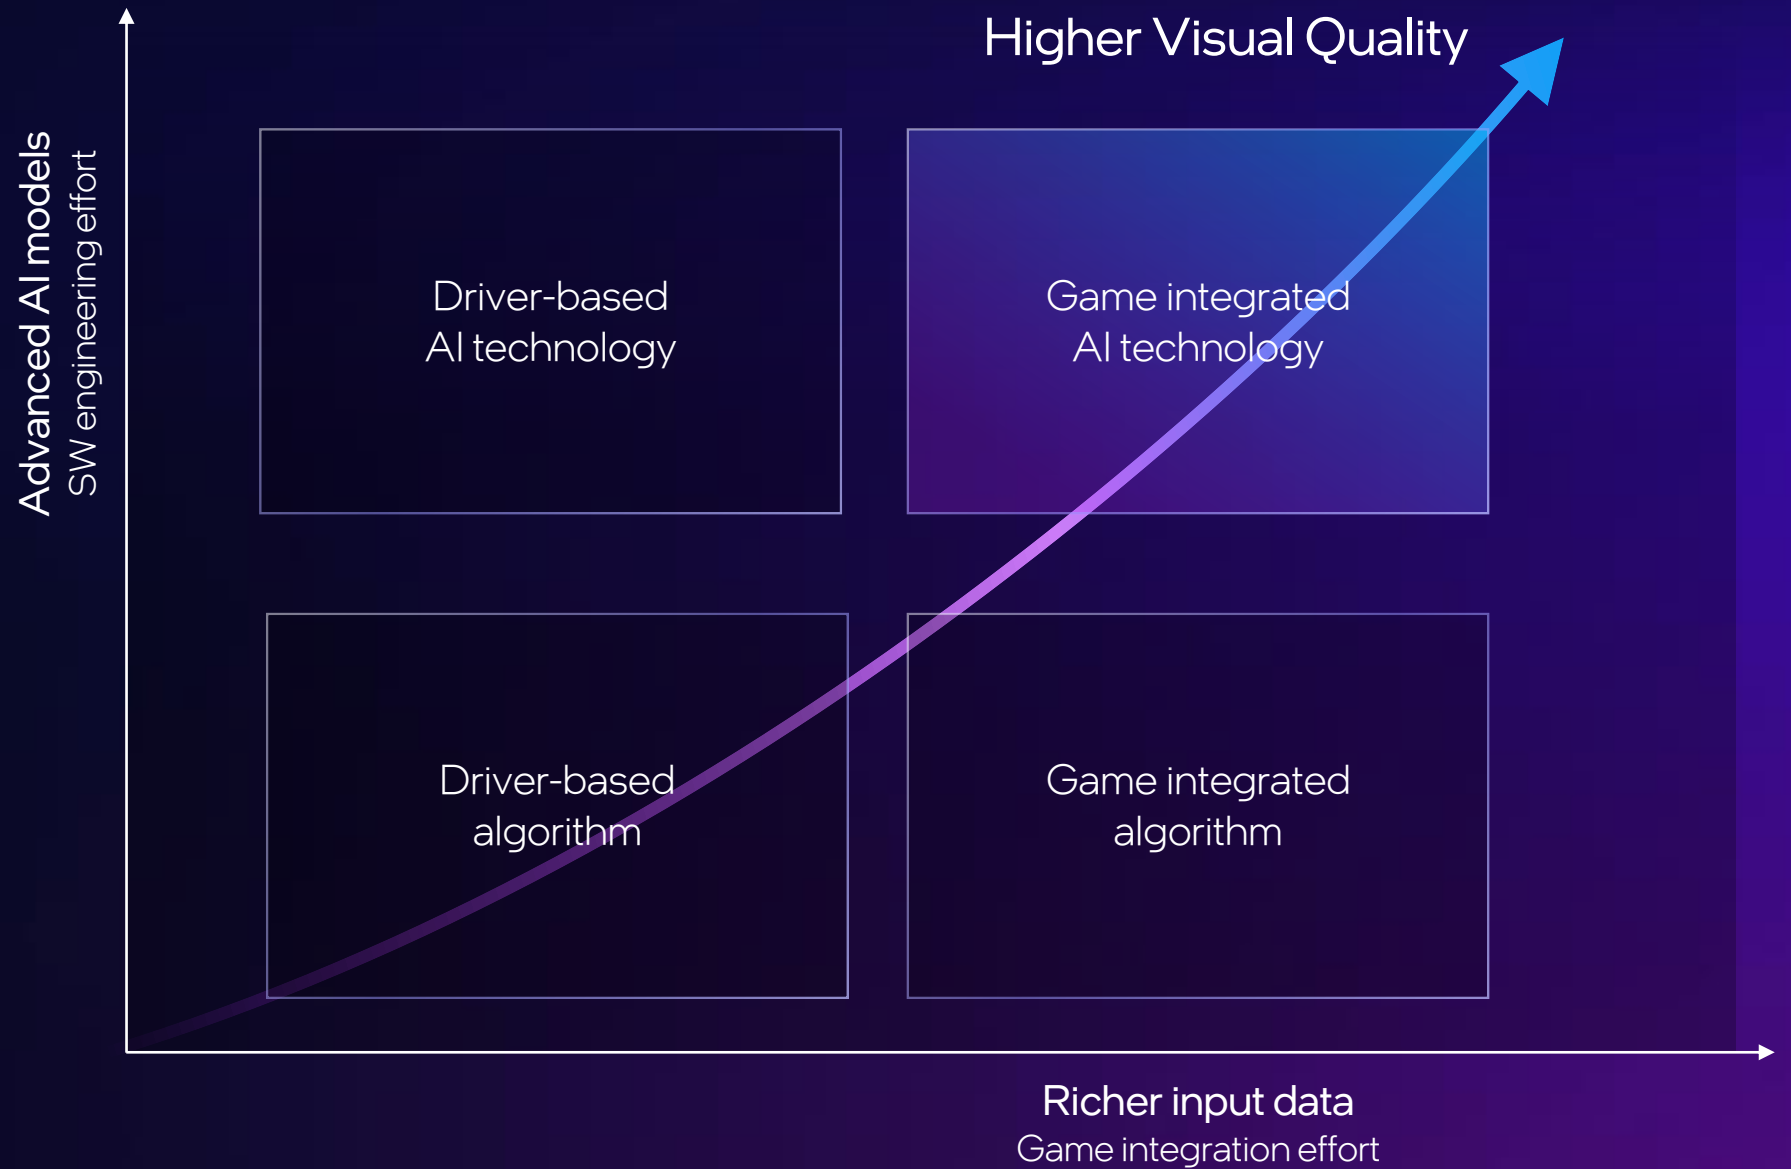 Higher Visual Quality
Advanced AI models
SW engineering effort
Driver-based
AI technology
Game integrated
AI technology
Driver-based
algorithm
Game integrated
algorithm
Richer input data
Game integration effort